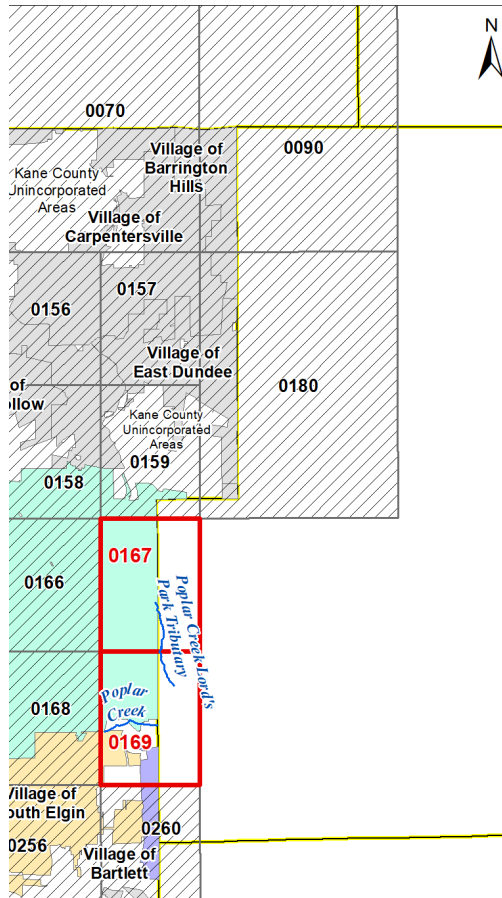 N
0070
Village of
Barrington
Hills
0090
Kane County
Unincorporated
Areas
Village of
Carpentersville
0156
0157
Village of
East Dundee
0180
of
ollow
Kane County
Unincorporated
Areas
0159
0158
0167
0166
Poplar Creek Lord's
Park Tributary
Poplar
Creek
0168
0169
Village of
outh Elgin
0256
0260
Village of
Bartlett